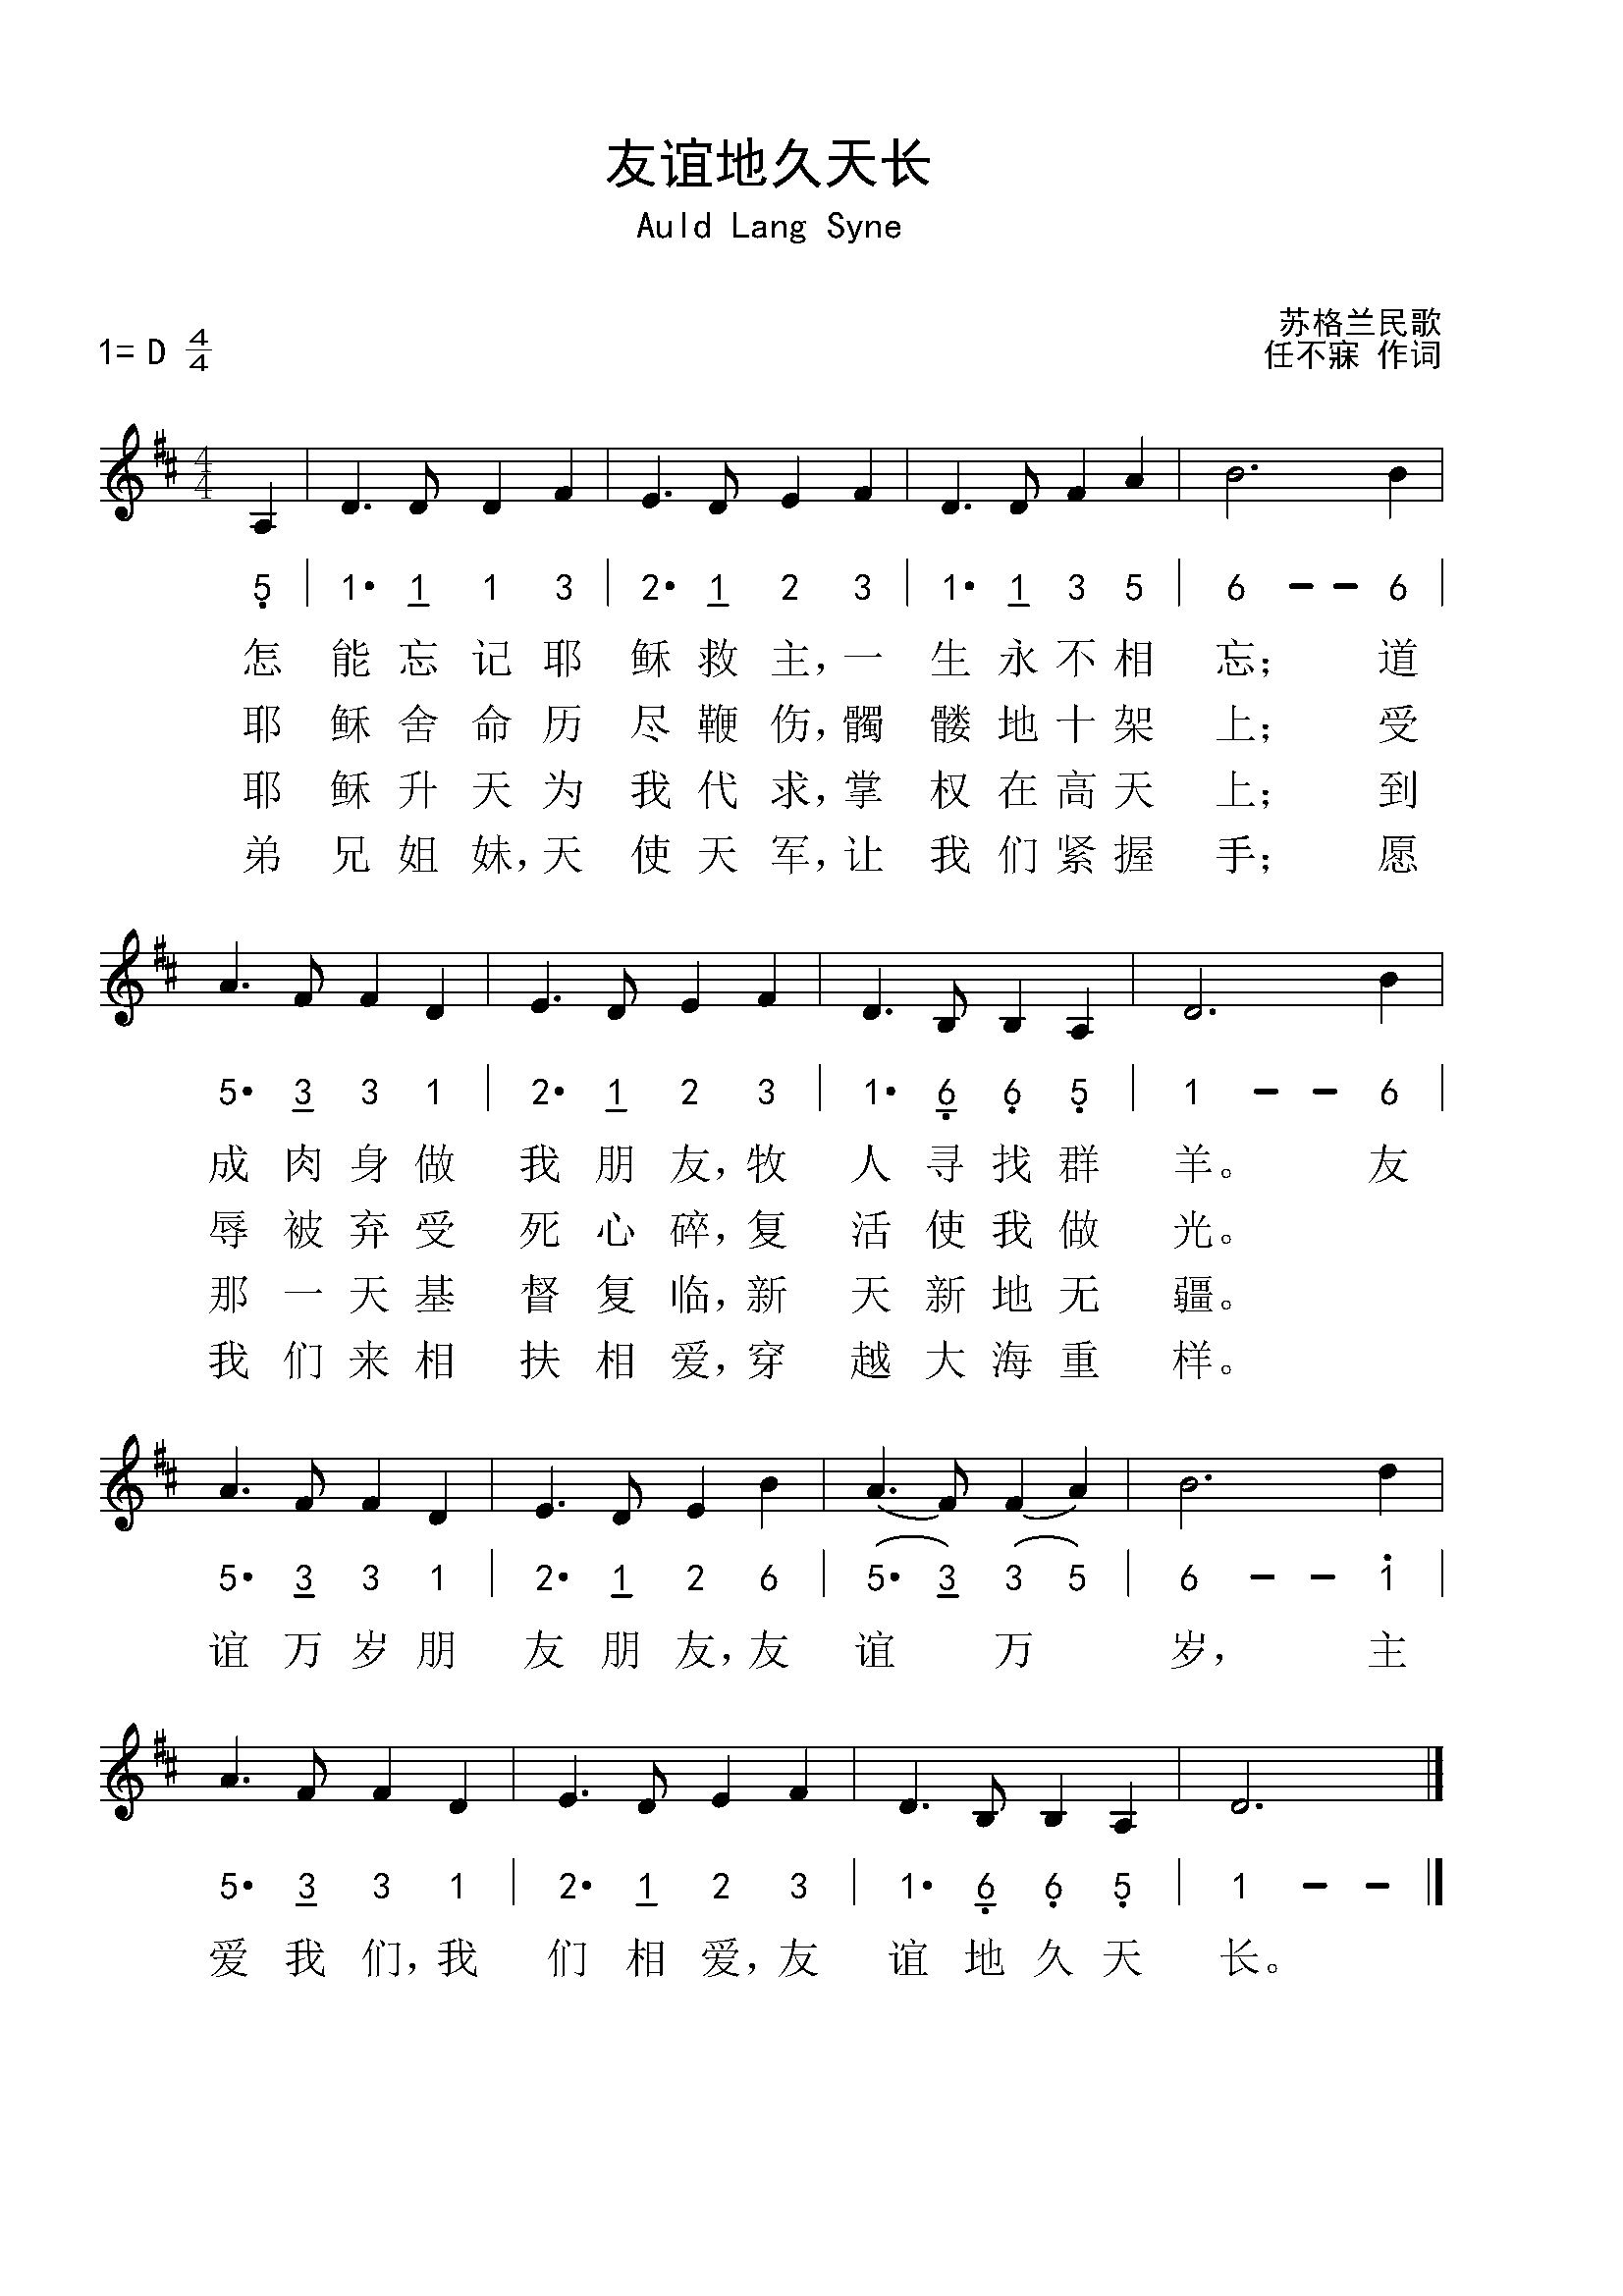 友谊地久天长
Auld Lang Syne
苏格兰民歌
1= D 4/4
任不寐 作词
5 | 1• 1 1 3 | 2• 1 2 3 | 1• 1 3 5 | 6 - - 6 |
怎 能 忘 记 耶 稣 救 主，一 生 永 不 相 忘； 道
耶 稣 舍 命 历 尽 鞭 伤，髑 髅 地 十 架 上； 受
耶 稣 升 天 为 我 代 求，掌 权 在 高 天 上； 到
弟 兄 姐 妹，天 使 天 军，让 我 们 紧 握 手； 愿
5• 3 3 1 | 2• 1 2 3 | 1• 6 6 5 | 1 - - 6 |
成 肉 身 做 我 朋 友，牧 人 寻 找 群 羊。 友
辱 被 弃 受 死 心 碎，复 活 使 我 做 光。
那 一 天 基 督 复 临，新 天 新 地 无 疆。
我 们 来 相 扶 相 爱，穿 越 大 海 重 样。
5• 3 3 1 | 2• 1 2 6 | (5• 3) (3 5) | 6 - - 1 |
谊 万 岁 朋 友 朋 友，友 谊 万 岁， 主
5• 3 3 1 | 2• 1 2 3 | 1• 6 6 5 | 1 - - |
爱 我 们，我 们 相 爱，友 谊 地 久 天 长。